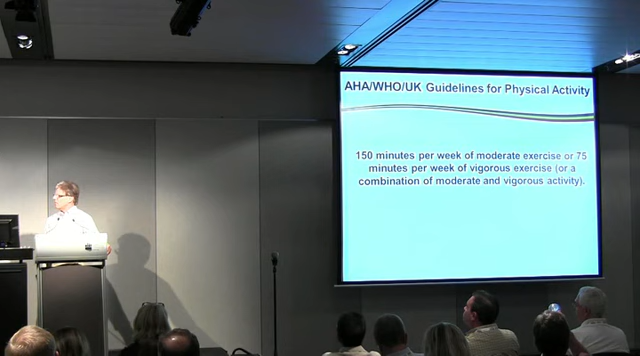 AHA/WHO/UK Guidelines for Physical Activity
150 minutes per week of moderate exercise or 75
minutes per week of vigorous exercise (or a
combination of moderate and vigorous activity).